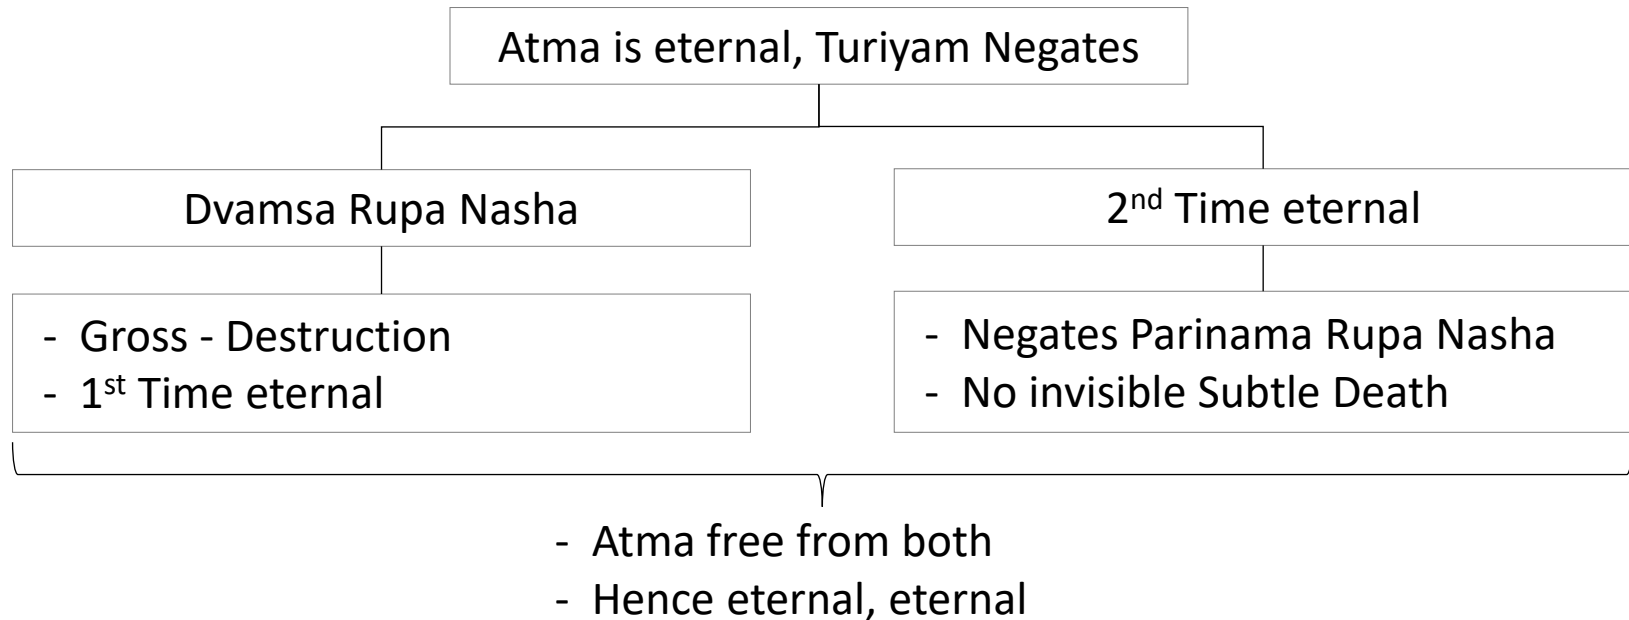 Atma is eternal, Turiyam Negates
Dvamsa Rupa Nasha
2nd Time eternal
- Gross - Destruction
- 1st Time eternal
- Negates Parinama Rupa Nasha
- No invisible Subtle Death
- Atma free from both
- Hence eternal, eternal